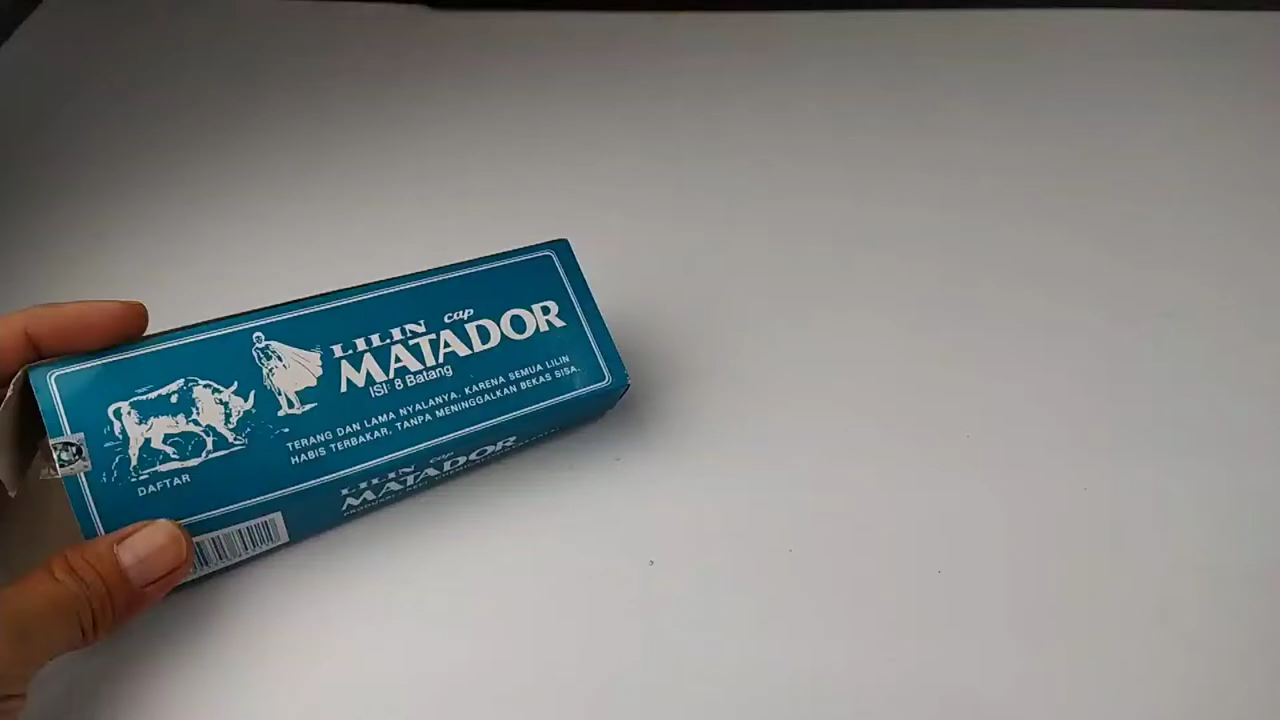 LILIN cap
MATADOR
ISI: 8 Batang
TERANG DAN LAMA NYALANYA, KARENA SEMUA LILIN
HABIS TERBAKAR, TANPA MENINGGALKAN BEKAS SISA.
DAFTAR
LILIN cap
MATADOR